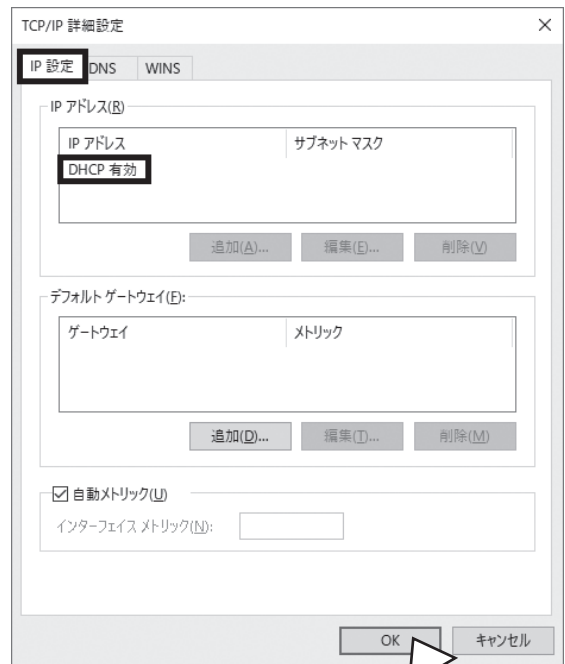 TCP/IP 詳細設定
IP 設定 DNS WINS
IP アドレス(R)
IP アドレス サブネット マスク
DHCP 有効
追加(A)... 編集(E)... 削除(V)
デフォルト ゲートウェイ(F):
ゲートウェイ メトリック
追加(D)... 編集(T)... 削除(M)
自動メトリック(U)
インターフェイス メトリック(N):
OK キャンセル